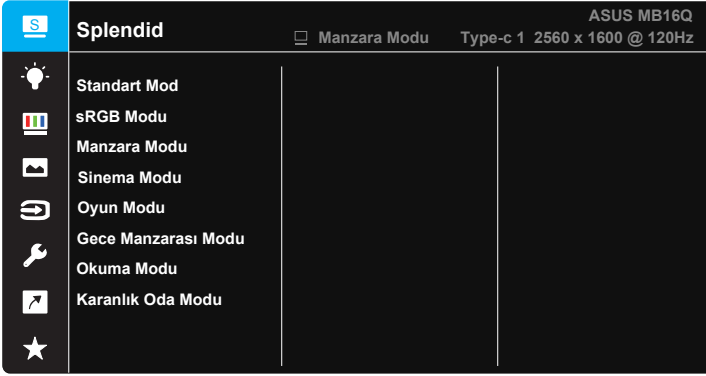 S
Splendid
ASUS MB16Q
Manzara Modu Type-c 1 2560 x 1600 @ 120Hz
Standart Mod
sRGB Modu
Manzara Modu
Sinema Modu
Oyun Modu
Gece Manzarası Modu
Okuma Modu
Karanlık Oda Modu